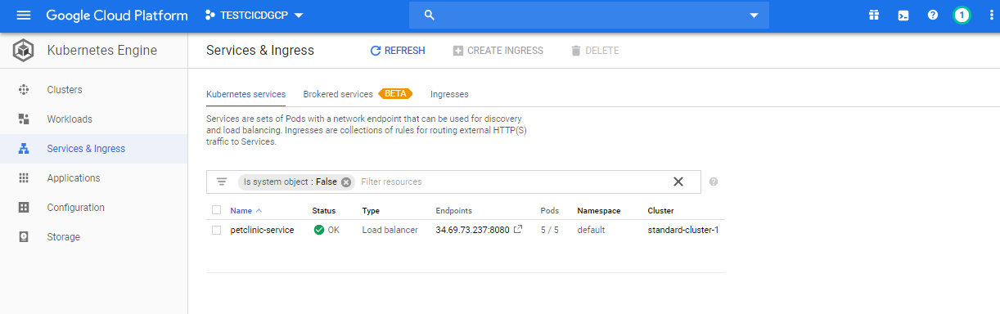 Google Cloud Platform TESTCICDGCP 1
Kubernetes Engine
Services & Ingress REFRESH CREATE INGRESS DELETE
Clusters
Workloads
Services & Ingress
Applications
Configuration
Storage
Kubernetes services Brokered services BETA Ingresses
Services are sets of Pods with a network endpoint that can be used for discovery
and load balancing. Ingresses are collections of rules for routing external HTTP(S)
traffic to Services.
Is system object : False Filter resources
Name Status Type Endpoints Pods Namespace Cluster
petclinic-service OK Load balancer 34.69.73.237:8080 5 / 5 default standard-cluster-1